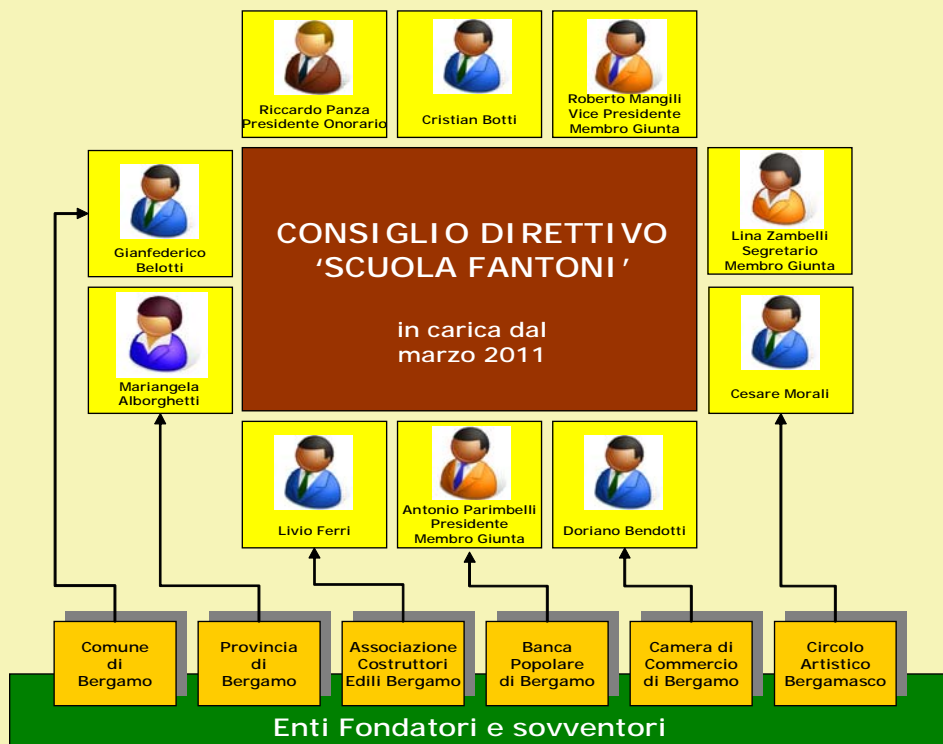 Riccardo Panza
Presidente Onorario
Cristian Botti
Roberto Mangili
Vice Presidente
Membro Giunta
Gianfederico
Belotti
CONSIGLIO DIRETTIVO
‘SCUOLA FANTONI’
in carica dal
marzo 2011
Lina Zambelli
Segretario
Membro Giunta
Mariangela
Alborghetti
Cesare Morali
Livio Ferri
Antonio Parimbelli
Presidente
Membro Giunta
Doriano Bendotti
Comune
di
Bergamo
Provincia
di
Bergamo
Associazione
Costruttori
Edili Bergamo
Banca
Popolare
di Bergamo
Camera di
Commercio
di Bergamo
Circolo
Artistico
Bergamasco
Enti Fondatori e sovventori